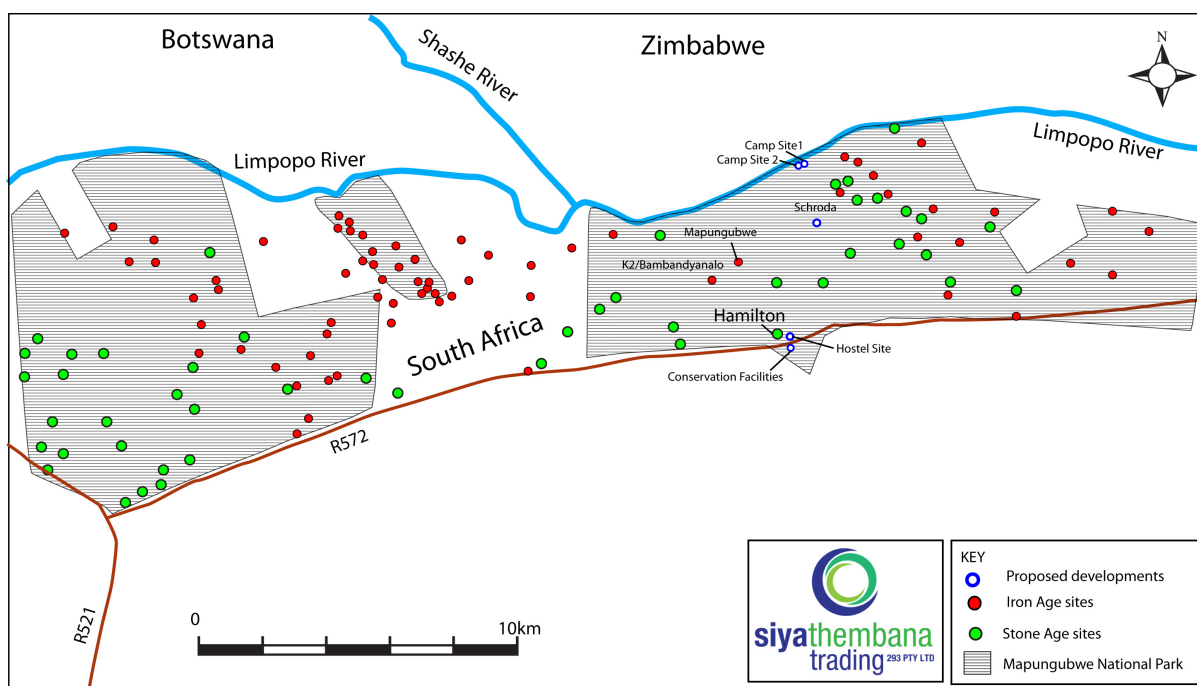 Botswana
Zimbabwe
Shashe River
N
Limpopo River
Limpopo River
Camp Site1
Camp Site 2
Schroda
Mapungubwe
K2/Bambandyanalo
Hamilton
Hostel Site
Conservation Facilities
South Africa
R572
R521
0
10km
siyathembana
trading 293 PTY LTD
KEY
Proposed developments
Iron Age sites
Stone Age sites
Mapungubwe National Park